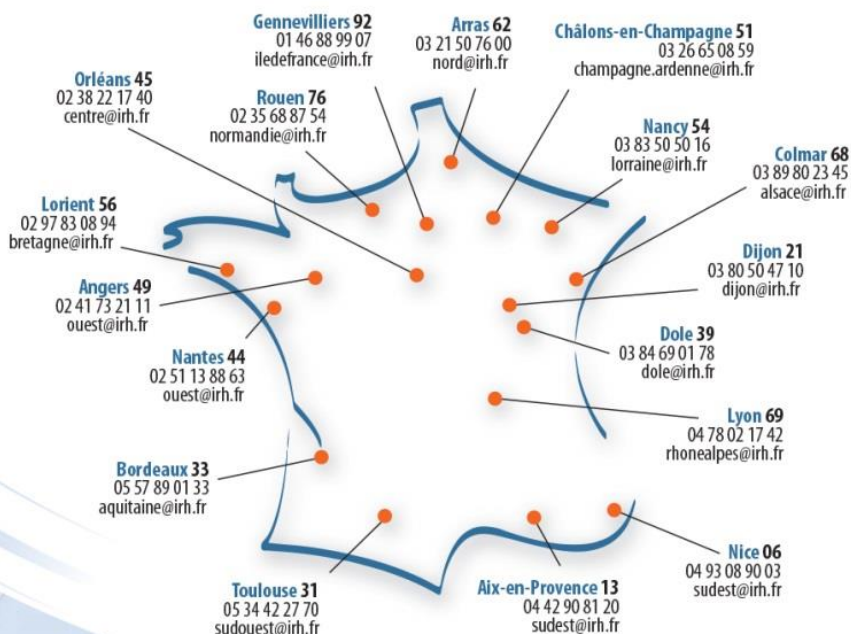 Gennevilliers 92
01 46 88 99 07
iledefrance@irh.fr
Arras 62
03 21 50 76 00
nord@irh.fr
Châlons-en-Champagne 51
03 26 65 08 59
champagne.ardenne@irh.fr
Orléans 45
02 38 22 17 40
centre@irh.fr
Rouen 76
02 35 68 87 54
normandie@irh.fr
Nancy 54
03 83 50 50 16
lorraine@irh.fr
Colmar 68
03 89 80 23 45
alsace@irh.fr
Lorient 56
02 97 83 08 94
bretagne@irh.fr
Dijon 21
03 80 50 47 10
dijon@irh.fr
Angers 49
02 41 73 21 11
ouest@irh.fr
Dole 39
03 84 69 01 78
dole@irh.fr
Nantes 44
02 51 13 88 63
ouest@irh.fr
Lyon 69
04 78 02 17 42
rhonealpes@irh.fr
Bordeaux 33
05 57 89 01 33
aquitaine@irh.fr
Nice 06
04 93 08 90 03
sudest@irh.fr
Toulouse 31
05 34 42 27 70
sudouest@irh.fr
Aix-en-Provence 13
04 42 90 81 20
sudest@irh.fr